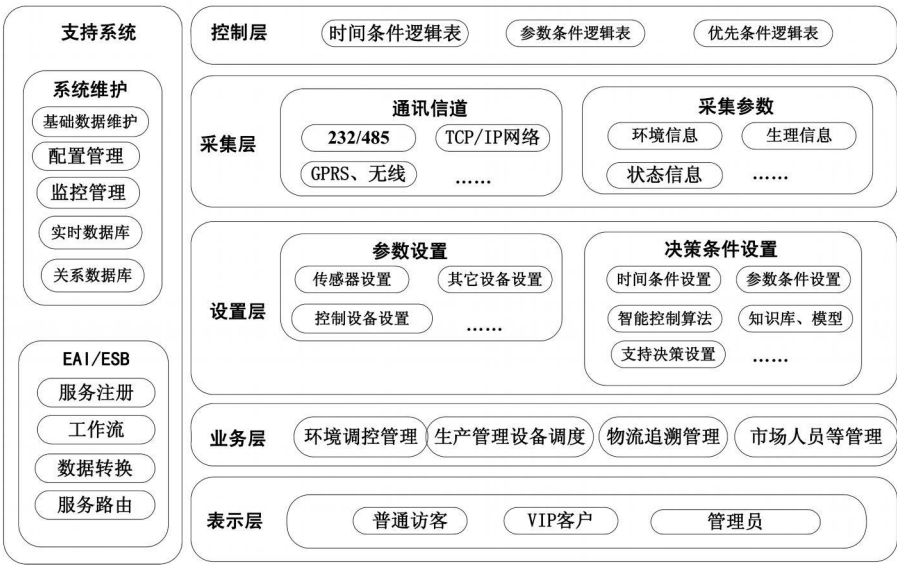 支持系统
系统维护
基础数据维护
配置管理
监控管理
实时数据库
关系数据库
EAI/ESB
服务注册
工作流
数据转换
服务路由
控制层
时间条件逻辑表
参数条件逻辑表
优先条件逻辑表
采集层
通讯信道
232/485
TCP/IP网络
GPRS、无线
……
采集参数
环境信息
生理信息
状态信息
……
设置层
参数设置
传感器设置
其它设备设置
控制设备设置
……
决策条件设置
时间条件设置
参数条件设置
智能控制算法
知识库、模型
支持决策设置
……
业务层
环境调控管理
生产管理设备调度
物流追溯管理
市场人员等管理
表示层
普通访客
VIP客户
管理员